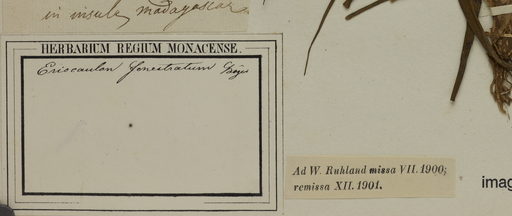 in insula madagascar.
HERBARIUM REGIUM MONACENSE.
Eriocaulon fenestratum Bojer
Ad W. Ruhland missa VII. 1900;
remissa XII. 1901.
imag